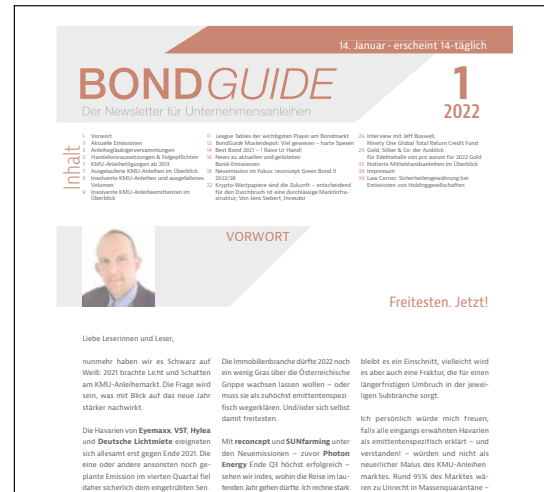 14. Januar · erscheint 14-täglich
BONDGUIDE
Der Newsletter für Unternehmensanleihen
1
2022
Inhalt
1 Vorwort
3 Aktuelle Emissionen
4 Anleihegläubigerversammlungen
5 Handelsvoraussetzungen & Folgepflichten
6 KMU-Anleihetilgungen ab 2013
7 Ausgelaufene KMU-Anleihen im Überblick
8 Insolvente KMU-Anleihen und ausgefallenes
Volumen
9 Insolvente KMU-Anleiheemittenten im
Überblick
11 League Tables der wichtigsten Player am Bondmarkt
12 BondGuide Musterdepot: Viel gewesen – harte Spesen
14 Best Bond 2021 – I Raise Ur Hand!
16 News zu aktuellen und gelisteten
Bond-Emissionen
18 Neuemission im Fokus: reconcept Green Bond II
2022/28
22 Krypto-Wertpapiere sind die Zukunft – entscheidend
für den Durchbruch ist eine durchlässige Marktinfra-
struktur, Von Jens Siebert, Invesdor
26 Interview mit Jeff Boswell,
Ninety One Global Total Return Credit Fund
29 Gold, Silber & Co: der Ausblick
für Edelmetalle von pro aurum für 2022 Gold
33 Notierte Mittelstandsanleihen im Überblick
38 Impressum
39 Law Corner: Sicherheitengewährung bei
Emissionen von Holdinggesellschaften
VORWORT
Freitesten. Jetzt!
Liebe Leserinnen und Leser,
nunmehr haben wir es Schwarz auf
Weiß: 2021 brachte Licht und Schatten
am KMU-Anleihemarkt. Die Frage wird
sein, was mit Blick auf das neue Jahr
stärker nachwirkt.
Die Havarien von Eyemaxx, VST, Hylea
und Deutsche Lichtmiete ereigneten
sich allesamt erst gegen Ende 2021. Die
eine oder andere ansonsten noch ge-
plante Emission im vierten Quartal fiel
daher sicherlich dem eingetrübten Sen-
Die Immobilienbranche dürfte 2022 noch
ein wenig Gras über die Österreichische
Grippe wachsen lassen wollen – oder
muss sie als zuhöchst emittentenspezi-
fisch wegerklären. Und/oder sich selbst
damit freitesten.
Mit reconcept und SUNfarming unter
den Neuemissionen – zuvor Photon
Energy Ende Q3 höchst erfolgreich –
sehen wir indes, wohin die Reise im lau-
fenden Jahr gehen dürfte. Ich rechne stark
bleibt es ein Einschnitt, vielleicht wird
es aber auch eine Fraktur, die für einen
längerfristigen Umbruch in der jewei-
ligen Subbranche sorgt.
Ich persönlich würde mich freuen,
falls alle eingangs erwähnten Havarien
als emittentenspezifisch erklärt – und
verstanden! – würden und nicht als
neuerlicher Malus des KMU-Anleihen
marktes. Rund 95% des Marktes wä-
ren zu Unrecht in Massenquarantäne –